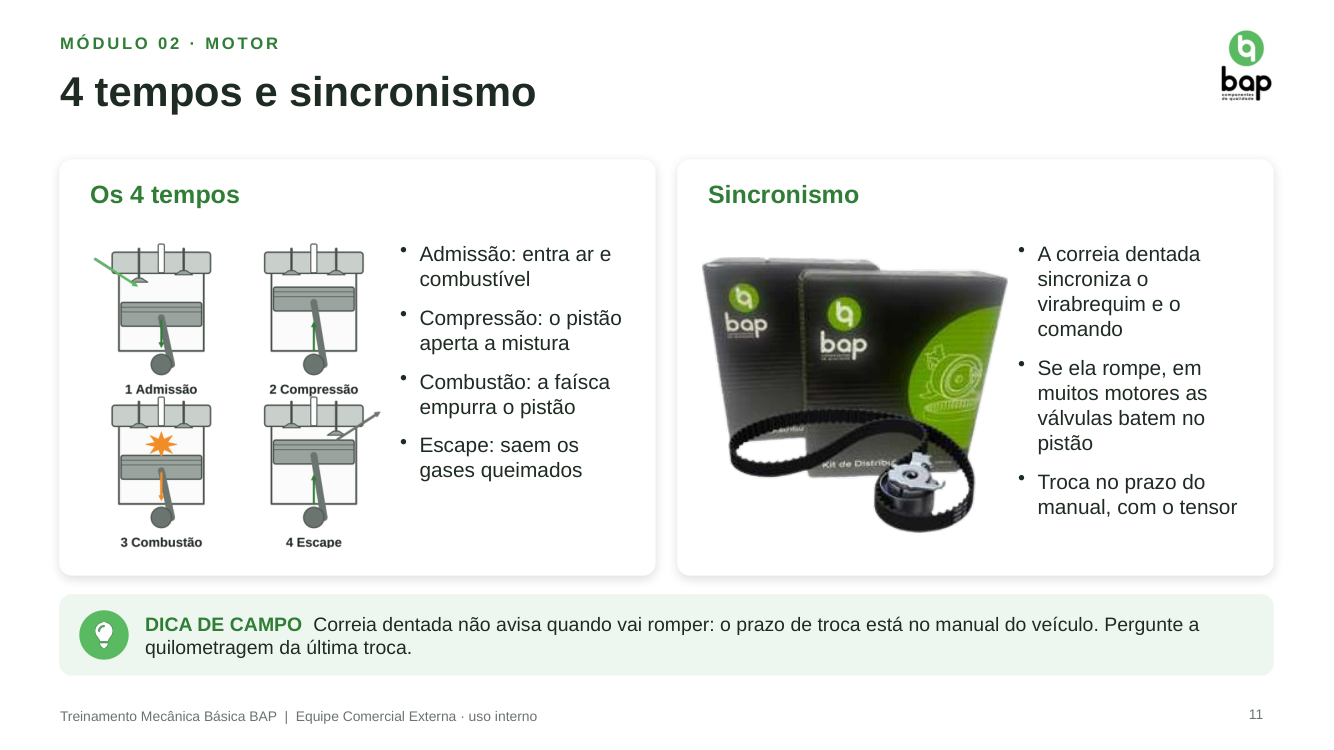 MÓDULO 02 · MOTOR
4 tempos e sincronismo
bap
componentes
de qualidade
Os 4 tempos
1 Admissão
2 Compressão
3 Combustão
4 Escape
• Admissão: entra ar e
combustível
• Compressão: o pistão
aperta a mistura
• Combustão: a faísca
empurra o pistão
• Escape: saem os
gases queimados
Sincronismo
bap
bap
Kit de Distribui
• A correia dentada
sincroniza o
virabrequim e o
comando
• Se ela rompe, em
muitos motores as
válvulas batem no
pistão
• Troca no prazo do
manual, com o tensor
DICA DE CAMPO Correia dentada não avisa quando vai romper: o prazo de troca está no manual do veículo. Pergunte a
quilometragem da última troca.
Treinamento Mecânica Básica BAP | Equipe Comercial Externa · uso interno
11